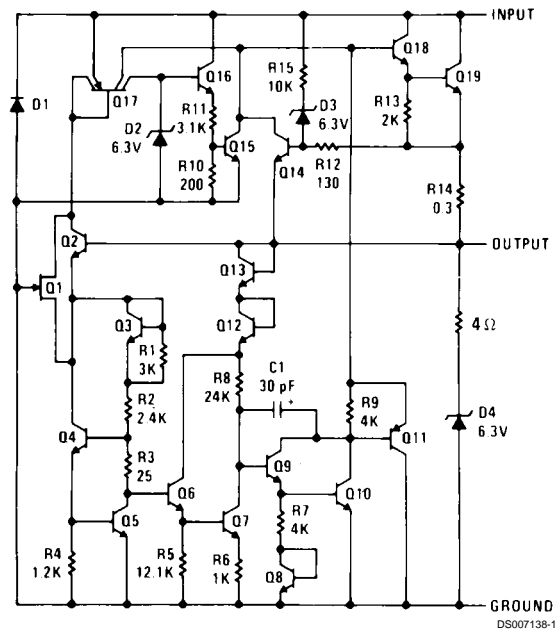 INPUT
Q18
Q16
R15
10K
Q19
Q17
D1
R11
3.1K
D3
6.3V
R13
2K
D2
6.3V
Q15
R10
200
Q14
R12
130
R14
0.3
Q2
OUTPUT
Q13
Q1
Q3
Q12
4Ω
R1
3K
C1
30 pF
+
R8
24K
R2
2.4K
R9
4K
D4
6.3V
Q4
Q11
R3
25
Q6
Q9
Q10
Q5
Q7
R7
4K
R4
1.2K
R5
12.1K
R6
1K
Q8
GROUND
DS007138-1